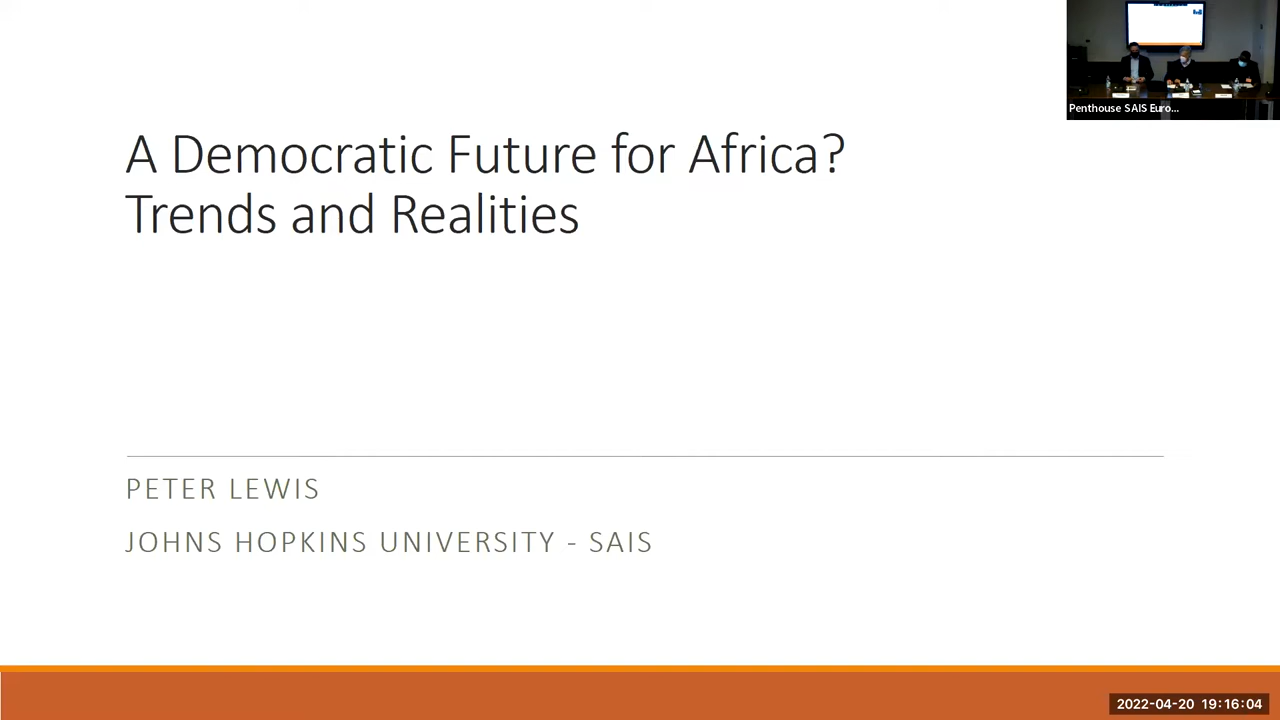 Penthouse SAIS Euro...
A Democratic Future for Africa?
Trends and Realities
PETER LEWIS
JOHNS HOPKINS UNIVERSITY - SAIS
2022-04-20 19:16:04